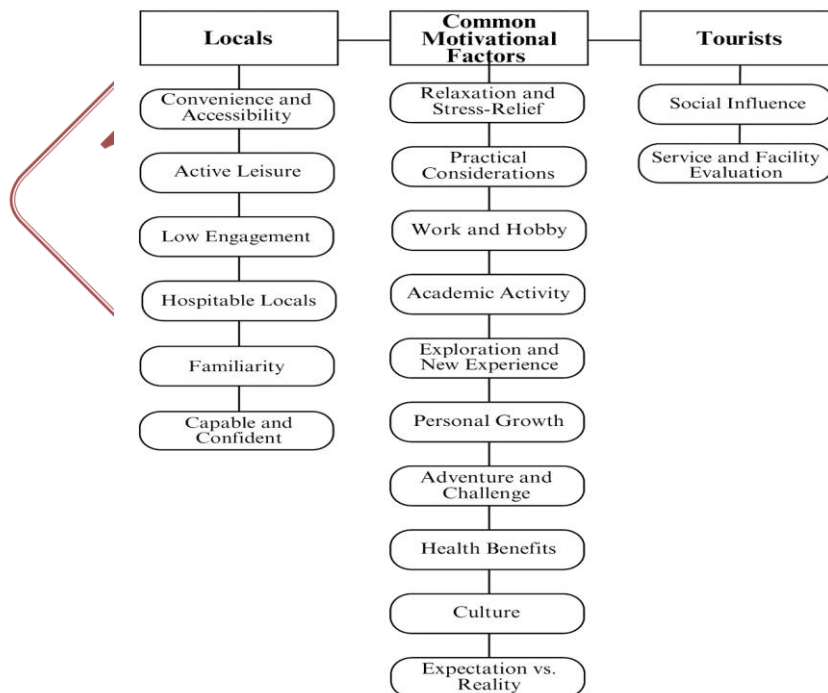 Locals
Convenience and
Accessibility
Active Leisure
Low Engagement
Hospitable Locals
Familiarity
Capable and
Confident
Common
Motivational
Factors
Relaxation and
Stress-Relief
Practical
Considerations
Work and Hobby
Academic Activity
Exploration and
New Experience
Personal Growth
Adventure and
Challenge
Health Benefits
Culture
Expectation vs.
Reality
Tourists
Social Influence
Service and Facility
Evaluation